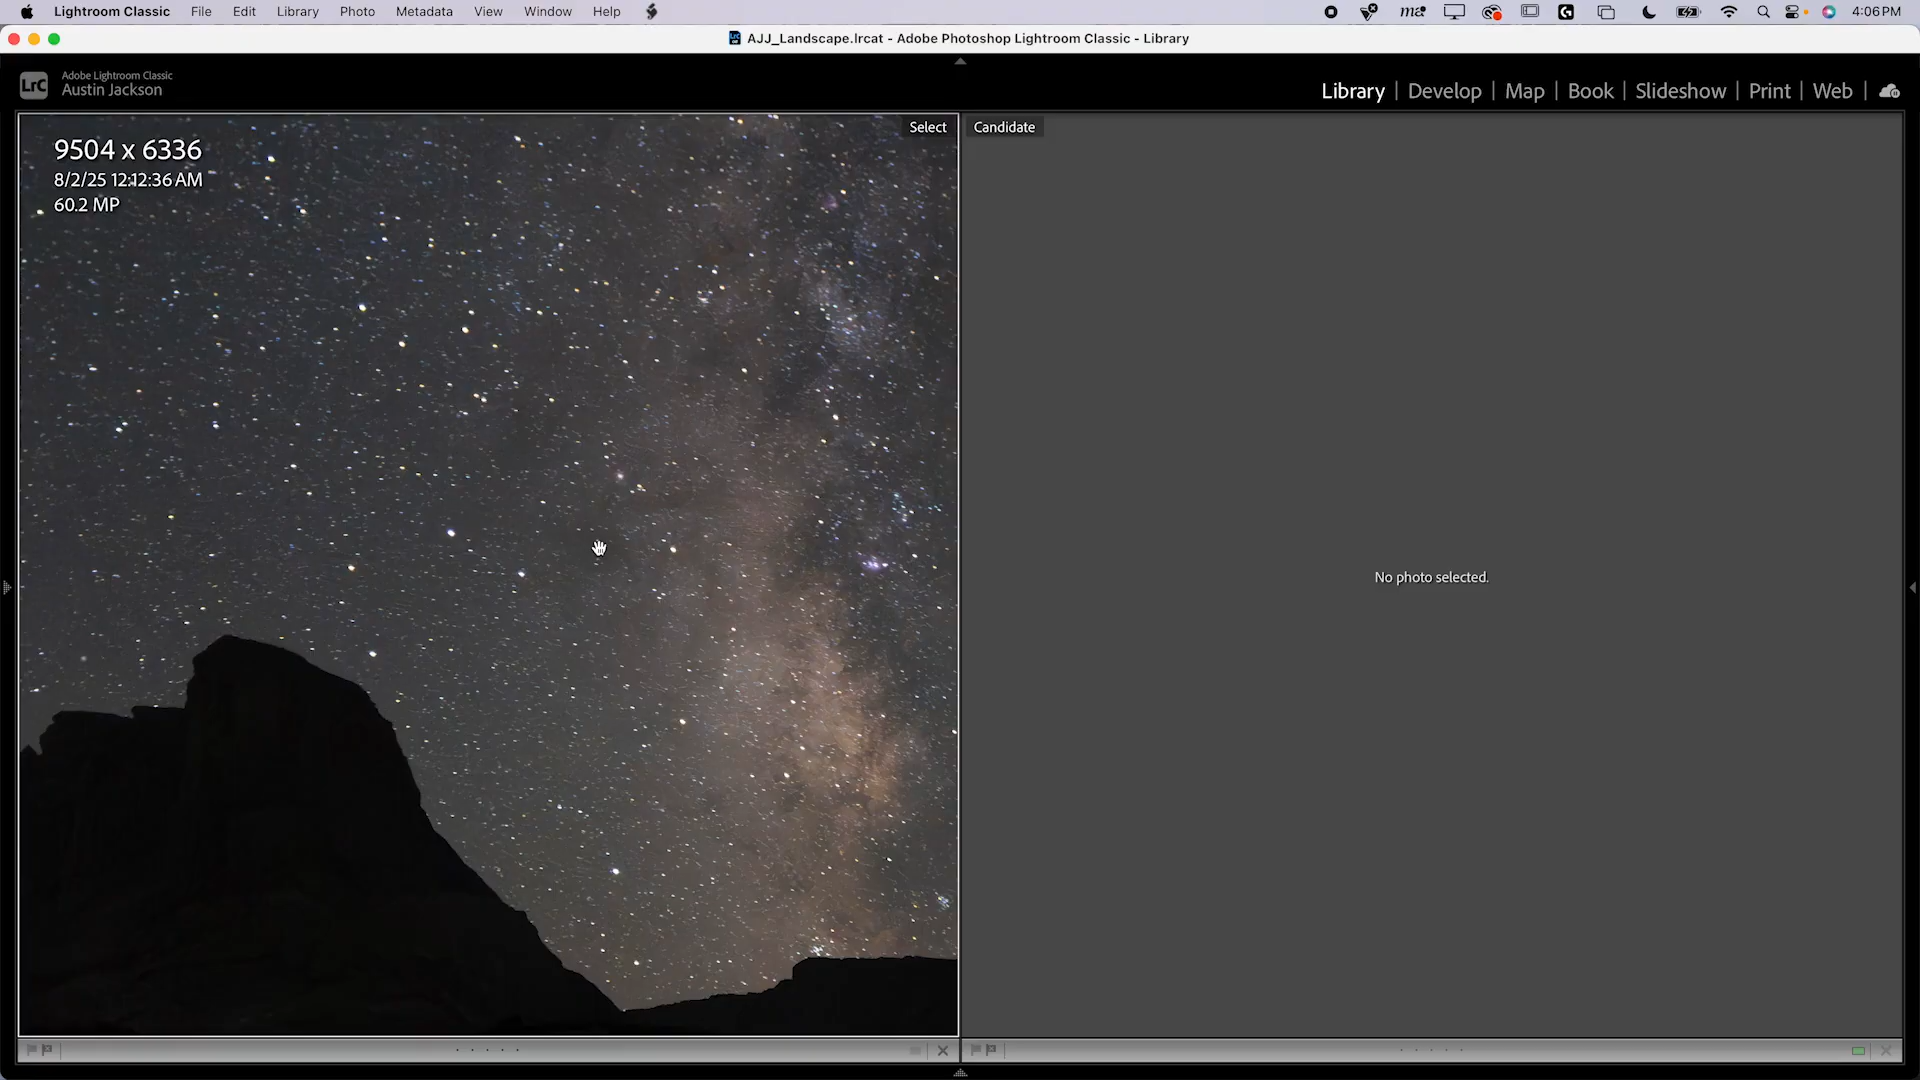 Lightroom Classic File Edit Library Photo Metadata View Window Help 4:06 PM
AJJ_Landscape.lrcat - Adobe Photoshop Lightroom Classic - Library
LrC
Adobe Lightroom Classic
Austin Jackson
Library | Develop | Map | Book | Slideshow | Print | Web
Select
Candidate
9504 x 6336
8/2/25 12:12:36 AM
60.2 MP
No photo selected.